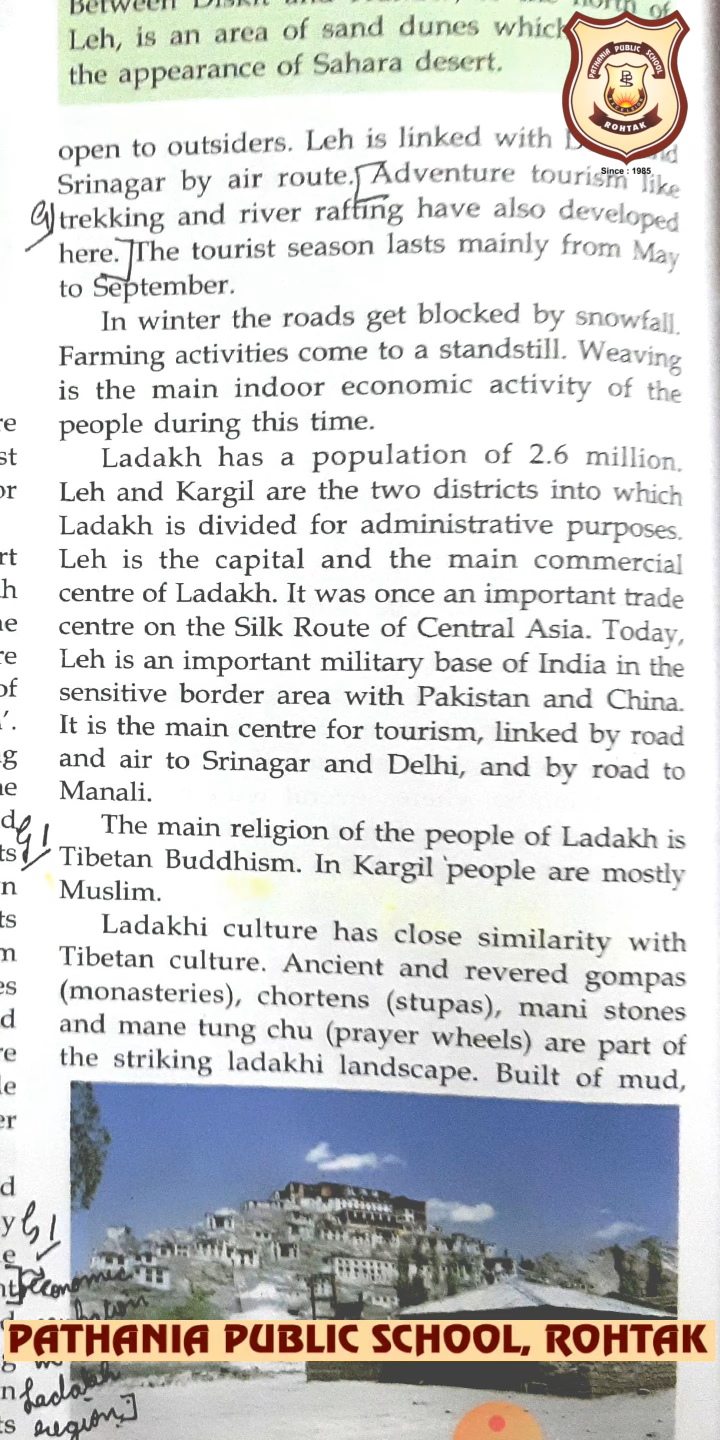 Leh, is an area of sand dunes which
the appearance of Sahara desert.
PATHANIA PUBLIC SCHOOL
ROHTAK
Since : 1985
open to outsiders. Leh is linked with
Srinagar by air route. Adventure tourism like
trekking and river rafting have also developed
here. The tourist season lasts mainly from May
to September.
In winter the roads get blocked by snowfall.
Farming activities come to a standstill. Weaving
is the main indoor economic activity of the
people during this time.
Ladakh has a population of 2.6 million.
Leh and Kargil are the two districts into which
Ladakh is divided for administrative purposes.
Leh is the capital and the main commercial
centre of Ladakh. It was once an important trade
centre on the Silk Route of Central Asia. Today,
Leh is an important military base of India in the
sensitive border area with Pakistan and China.
It is the main centre for tourism, linked by road
and air to Srinagar and Delhi, and by road to
Manali.
The main religion of the people of Ladakh is
Tibetan Buddhism. In Kargil people are mostly
Muslim.
Ladakhi culture has close similarity with
Tibetan culture. Ancient and revered gompas
(monasteries), chortens (stupas), mani stones
and mane tung chu (prayer wheels) are part of
the striking ladakhi landscape. Built of mud,
economic
PATHANIA PUBLIC SCHOOL, ROHTAK
Ladakh
region